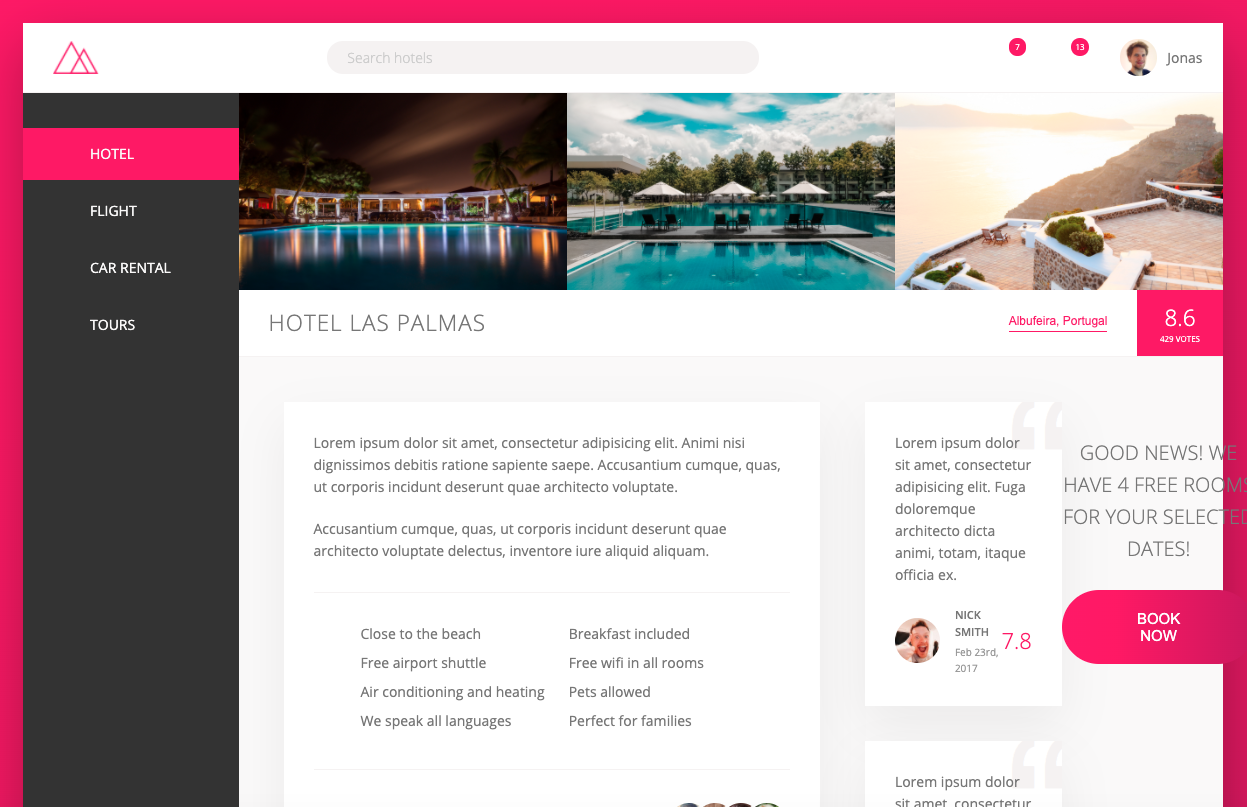 Search hotels
7
13
Jonas
HOTEL
FLIGHT
CAR RENTAL
TOURS
HOTEL LAS PALMAS
Albufeira, Portugal
8.6
429 VOTES
Lorem ipsum dolor sit amet, consectetur adipisicing elit. Animi nisi
dignissimos debitis ratione sapiente saepe. Accusantium cumque, quas,
ut corporis incidunt deserunt quae architecto voluptate.
Accusantium cumque, quas, ut corporis incidunt deserunt quae
architecto voluptate delectus, inventore iure aliquid aliquam.
Close to the beach
Breakfast included
Free airport shuttle
Free wifi in all rooms
Air conditioning and heating
Pets allowed
We speak all languages
Perfect for families
“
Lorem ipsum dolor
sit amet, consectetur
adipisicing elit. Fuga
doloremque
architecto dicta
animi, totam, itaque
officia ex.
NICK
SMITH
Feb 23rd,
2017
7.8
“
Lorem ipsum dolor
sit amet, consectetur
GOOD NEWS! WE
HAVE 4 FREE ROOMS
FOR YOUR SELECTED
DATES!
BOOK
NOW